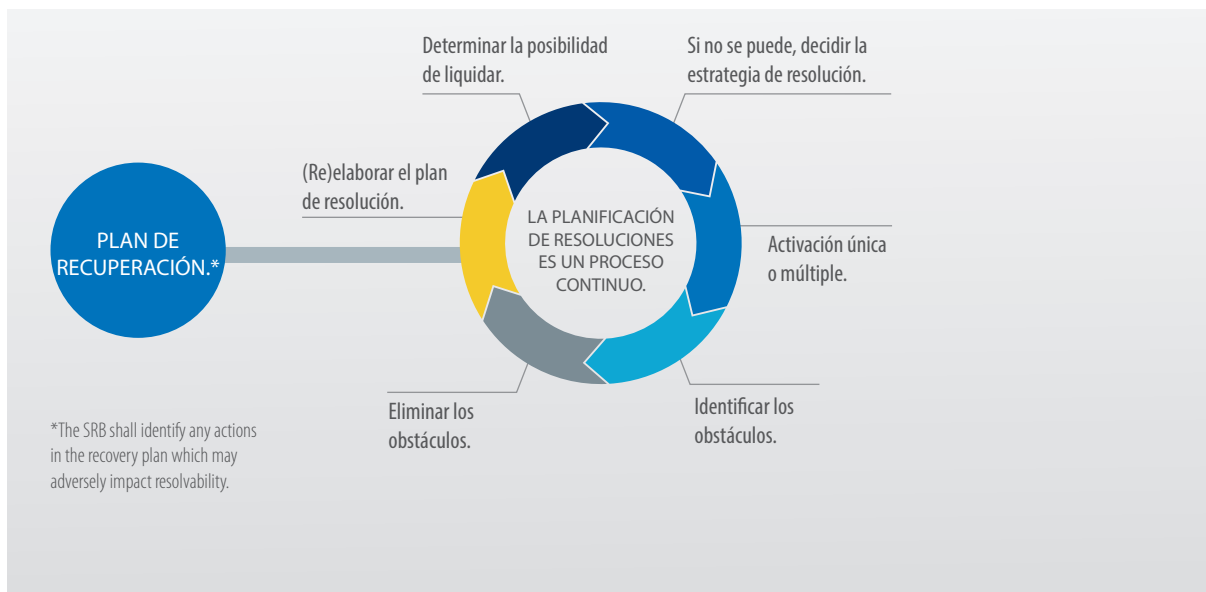 Determinar la posibilidad
de liquidar.
Si no se puede, decidir la
estrategia de resolución.
(Re)elaborar el plan
de resolución.
PLAN DE
RECUPERACIÓN.*
LA PLANIFICACIÓN
DE RESOLUCIONES
ES UN PROCESO
CONTINUO.
Activación única
o múltiple.
Eliminar los
obstáculos.
Identificar los
obstáculos.
*The SRB shall identify any actions
in the recovery plan which may
adversely impact resolvability.